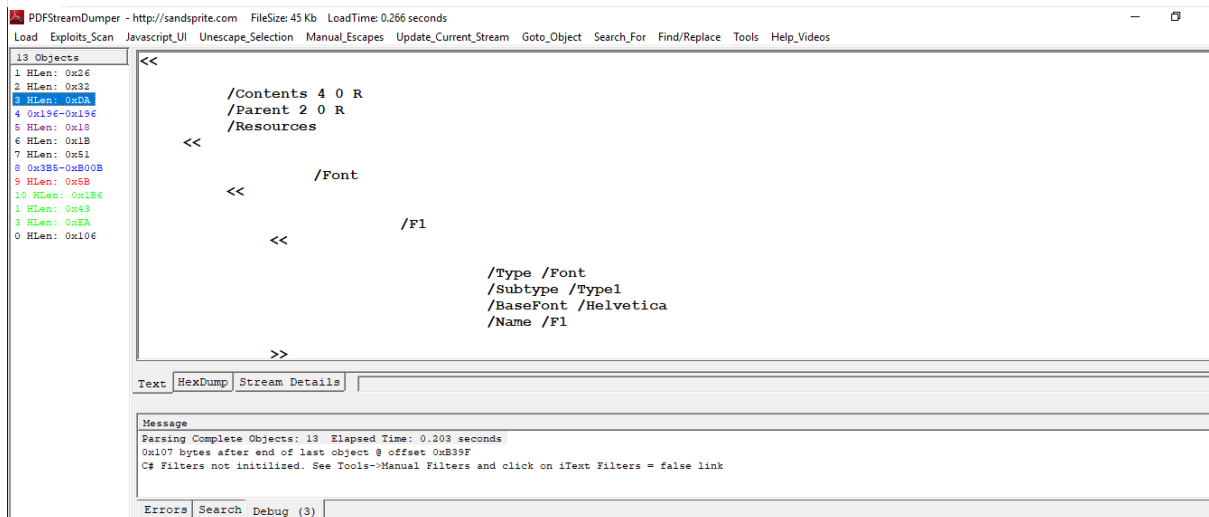 PDFStreamDumper - http://sandsprite.com FileSize: 45 Kb LoadTime: 0.266 seconds
Load Exploits_Scan Javascript_UI Unescape_Selection Manual_Escapes Update_Current_Stream Goto_Object Search_For Find/Replace Tools Help_Videos
13 Objects
1 HLen: 0x26
2 HLen: 0x32
3 HLen: 0xDA
4 0x196-0x196
5 HLen: 0x18
6 HLen: 0x1B
7 HLen: 0x51
8 0x3B5-0xB00B
9 HLen: 0x5B
10 HLen: 0x1B6
1 HLen: 0x43
3 HLen: 0xEA
0 HLen: 0x106
<<
/Contents 4 0 R
/Parent 2 0 R
/Resources
<<
/Font
<<
/F1
<<
/Type /Font
/Subtype /Type1
/BaseFont /Helvetica
/Name /F1
>>
Text HexDump Stream Details
Message
Parsing Complete Objects: 13 Elapsed Time: 0.203 seconds
0x107 bytes after end of last object @ offset 0xB39F
C# Filters not initilized. See Tools->Manual Filters and click on iText Filters = false link
Errors Search Debug (3)